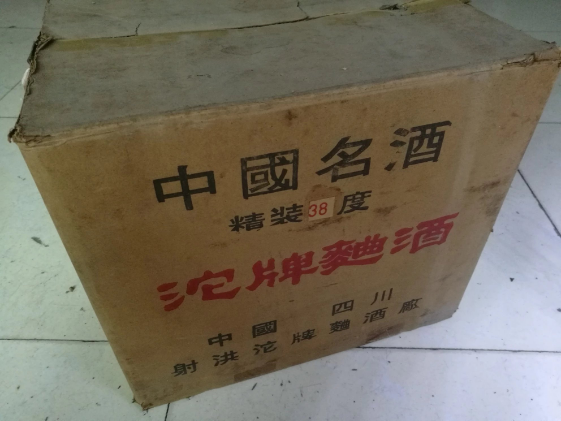 中國名酒
精装38度
沱牌麯酒
中國 四川
射洪沱牌麯酒廠